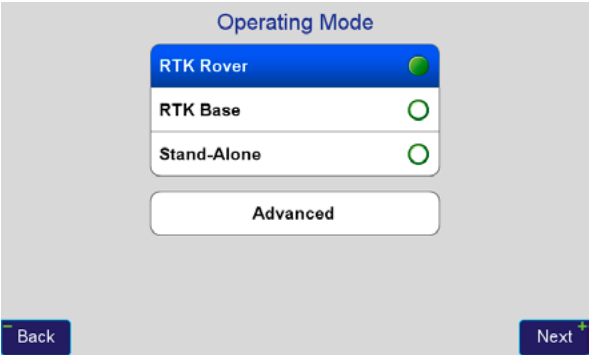 Operating Mode
RTK Rover
RTK Base
Stand-Alone
Advanced
Back
Next